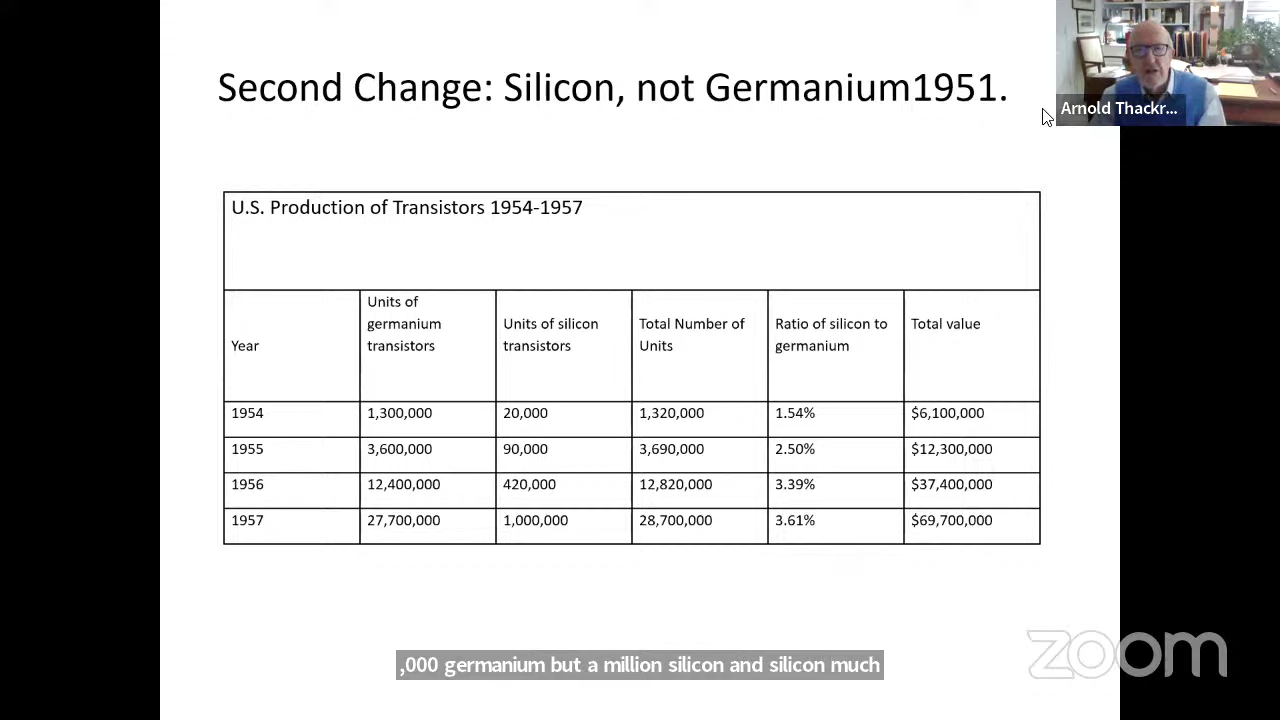 Second Change: Silicon, not Germanium1951.
Arnold Thackr...
U.S. Production of Transistors 1954-1957
Year
Units of
germanium
transistors
Units of silicon
transistors
Total Number of
Units
Ratio of silicon to
germanium
Total value
1954 1,300,000 20,000 1,320,000 1.54% $6,100,000
1955 3,600,000 90,000 3,690,000 2.50% $12,300,000
1956 12,400,000 420,000 12,820,000 3.39% $37,400,000
1957 27,700,000 1,000,000 28,700,000 3.61% $69,700,000
,000 germanium but a million silicon and silicon much
zoom